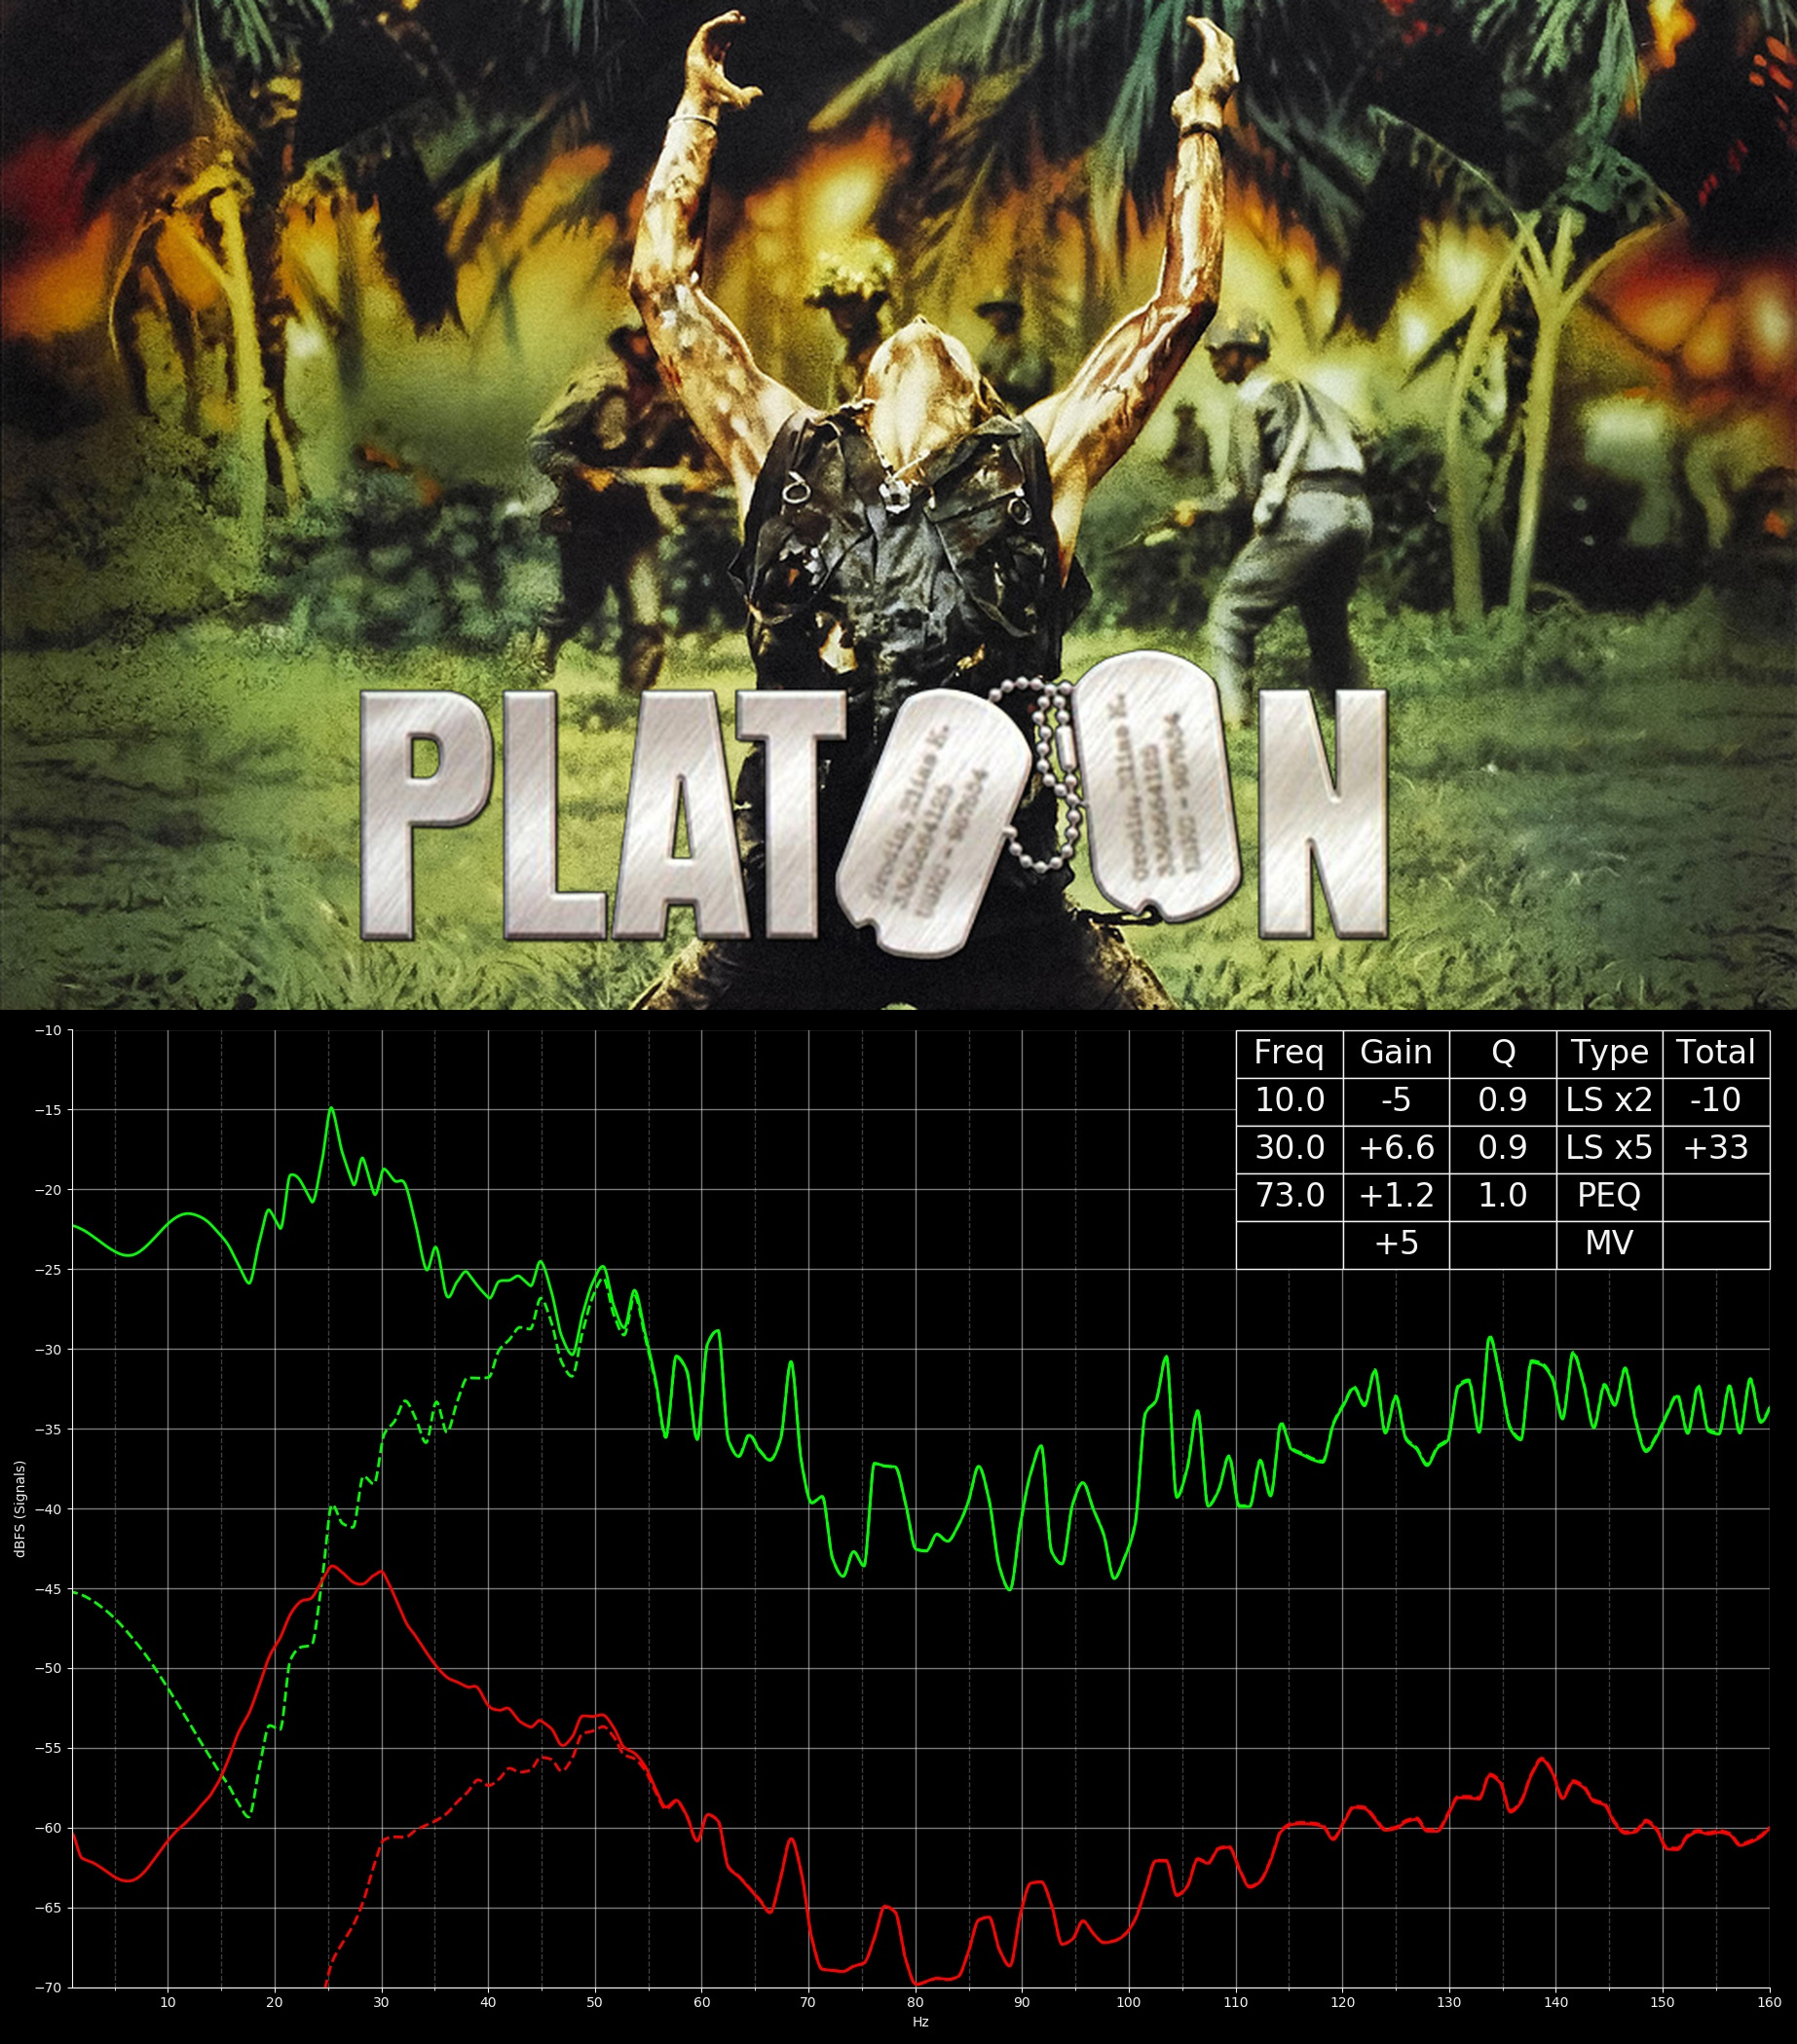 PLATOON
Freq Gain Q Type Total
10.0 -5 0.9 LS x2 -10
30.0 +6.6 0.9 LS x5 +33
73.0 +1.2 1.0 PEQ
+5 MV
−10
−15
−20
−25
−30
−35
−40
−45
−50
−55
−60
−65
−70
dBFS (Signals)
10 20 30 40 50 60 70 80 90 100 110 120 130 140 150 160
Hz